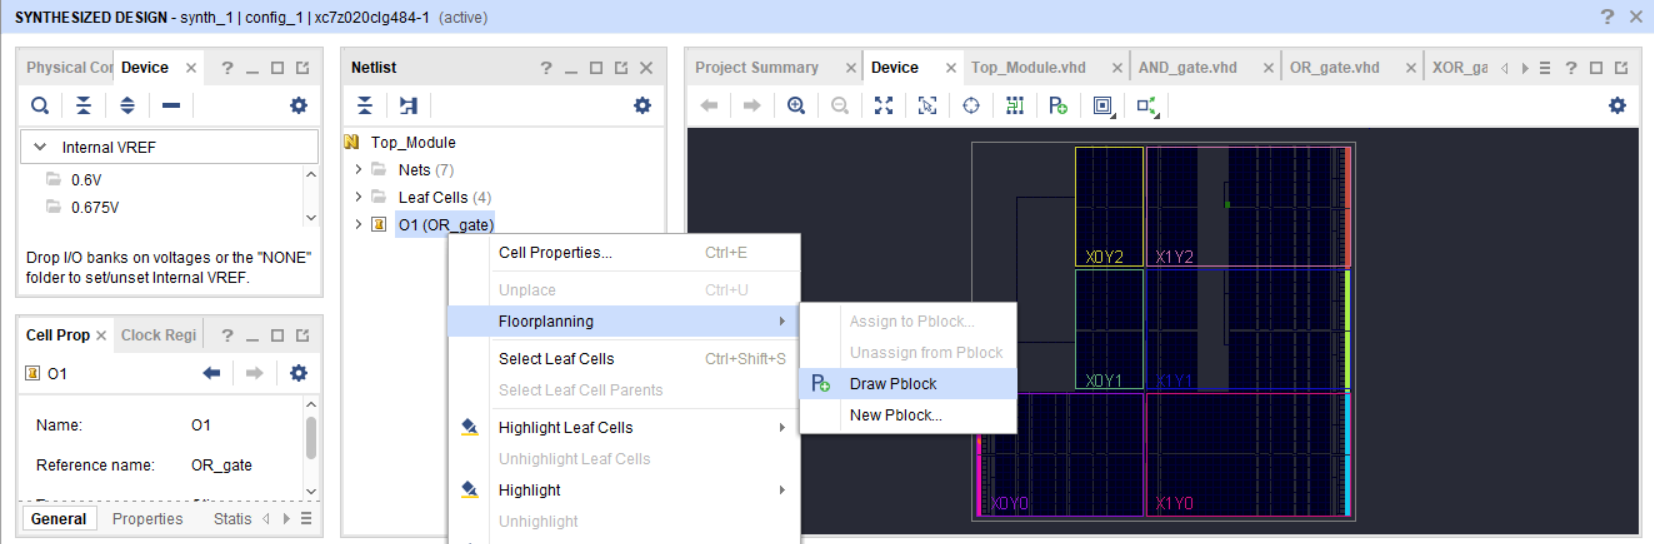 SYNTHESIZED DESIGN - synth_1 | config_1 | xc7z020clg484-1 (active)
Physical Cor
Device
Internal VREF
0.6V
0.675V
Drop I/O banks on voltages or the "NONE"
folder to set/unset Internal VREF.
Cell Prop
Clock Regi
O1
Name: O1
Reference name: OR_gate
General Properties Statis
Netlist
Top_Module
Nets (7)
Leaf Cells (4)
O1 (OR_gate)
Cell Properties... Ctrl+E
Unplace Ctrl+U
Floorplanning
Select Leaf Cells Ctrl+Shift+S
Select Leaf Cell Parents
Highlight Leaf Cells
Unhighlight Leaf Cells
Highlight
Unhighlight
Assign to Pblock...
Unassign from Pblock
Draw Pblock
New Pblock...
Project Summary Device Top_Module.vhd AND_gate.vhd OR_gate.vhd XOR_ga
X0Y2 X1Y2
X0Y1 X1Y1
X0Y0 X1Y0